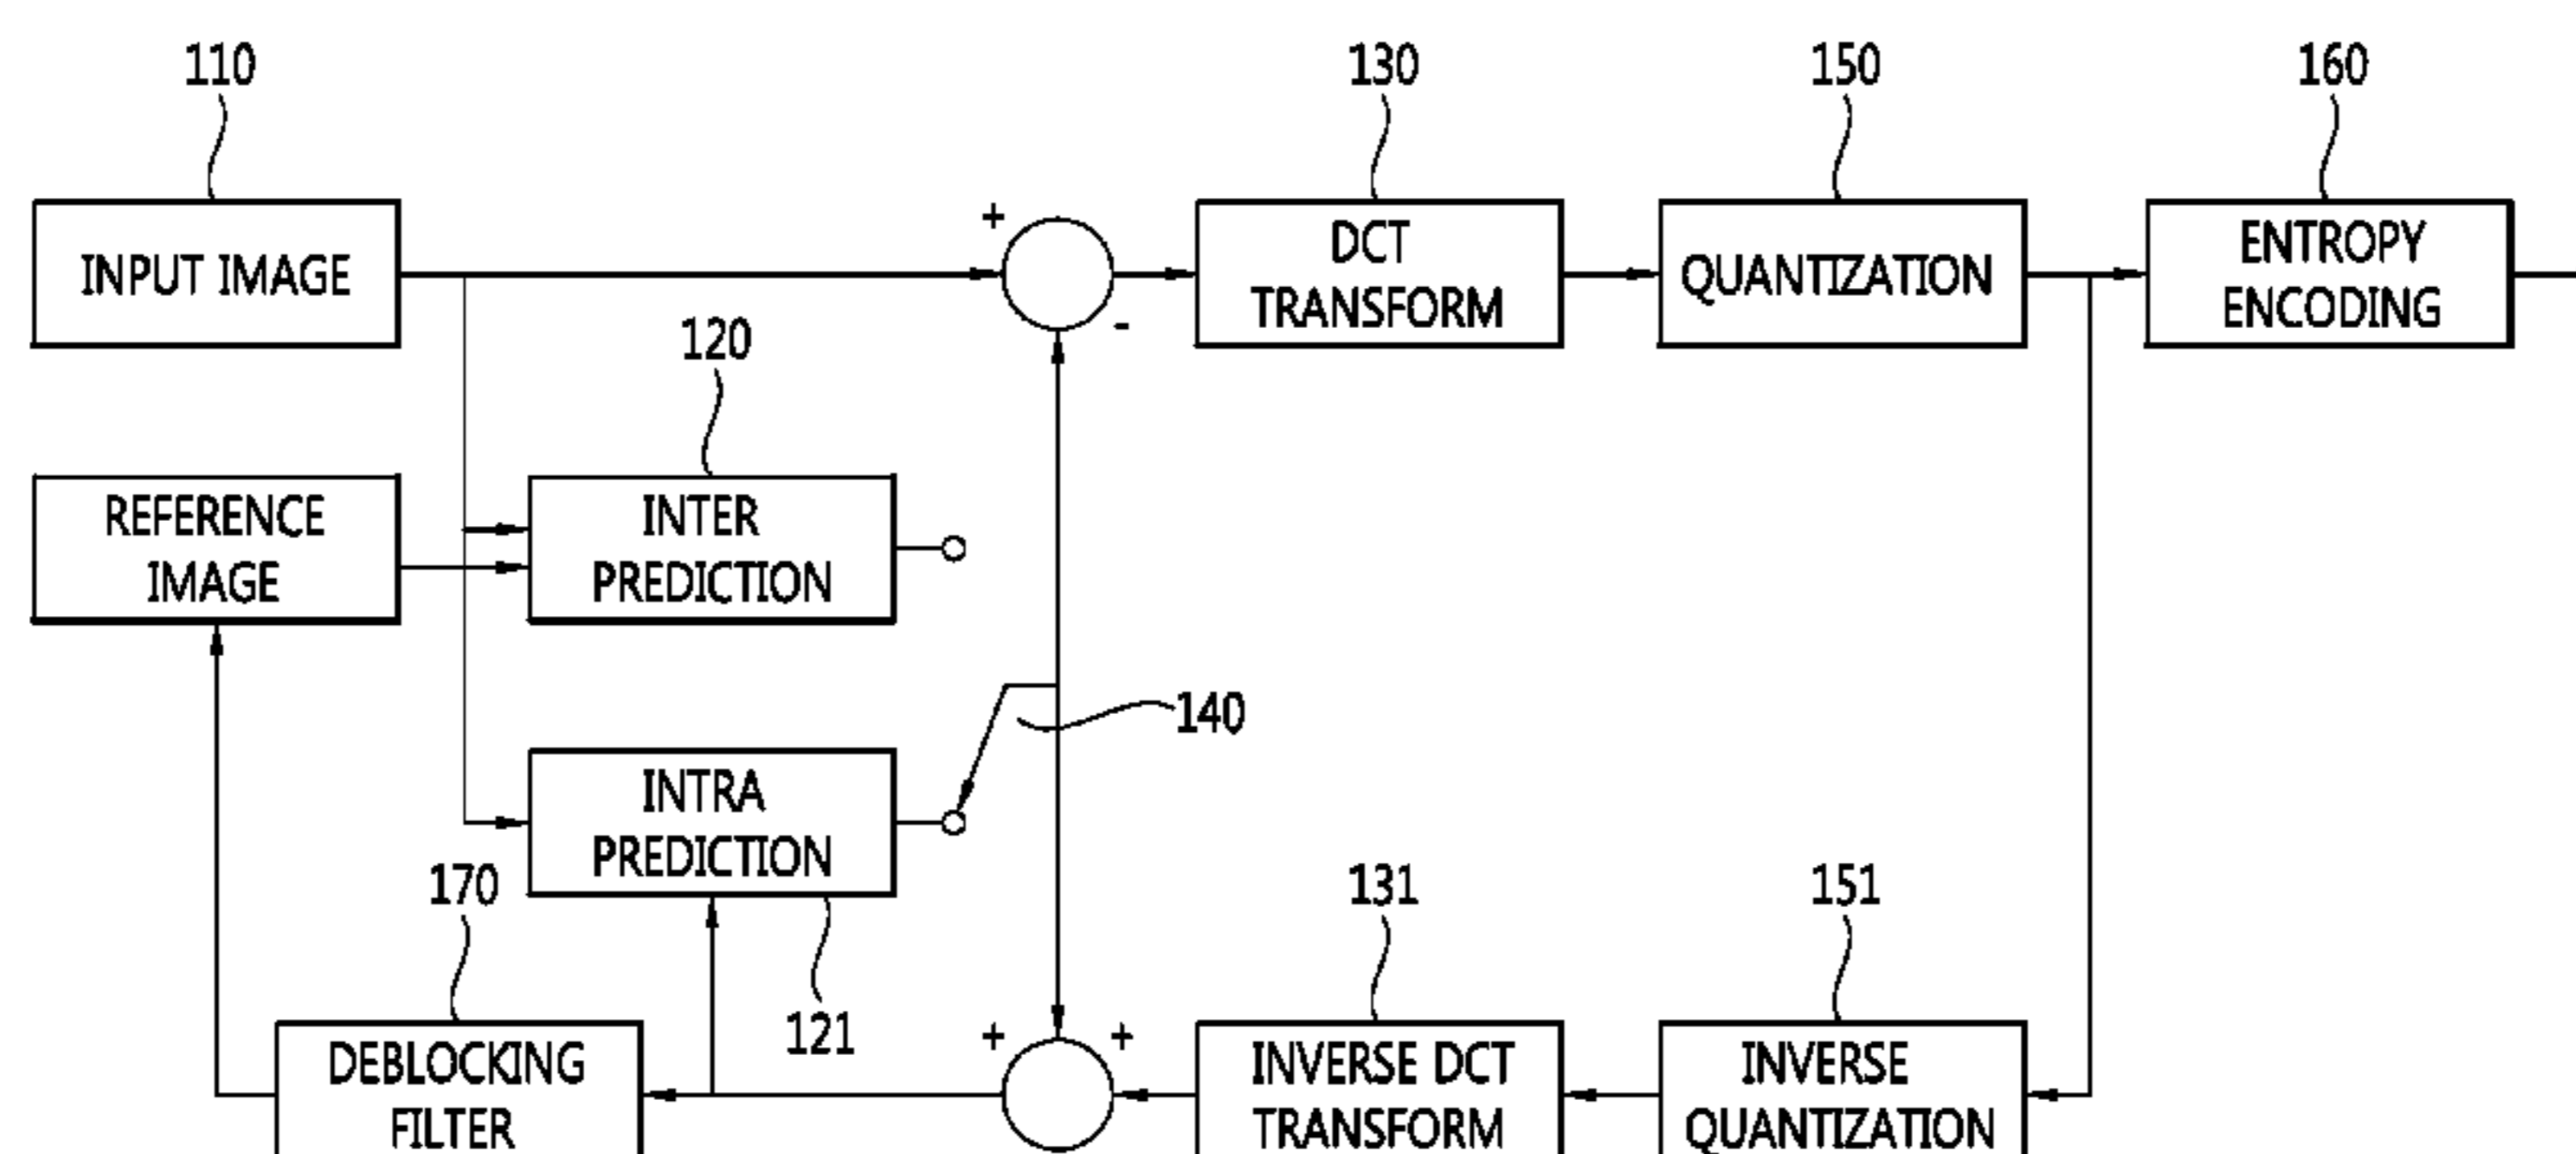 110
130
150
160
INPUT IMAGE
+
-
DCT
TRANSFORM
QUANTIZATION
ENTROPY
ENCODING
120
REFERENCE
IMAGE
INTER
PREDICTION
140
INTRA
PREDICTION
170
121
131
151
DEBLOCKING
FILTER
+
+
INVERSE DCT
TRANSFORM
INVERSE
QUANTIZATION